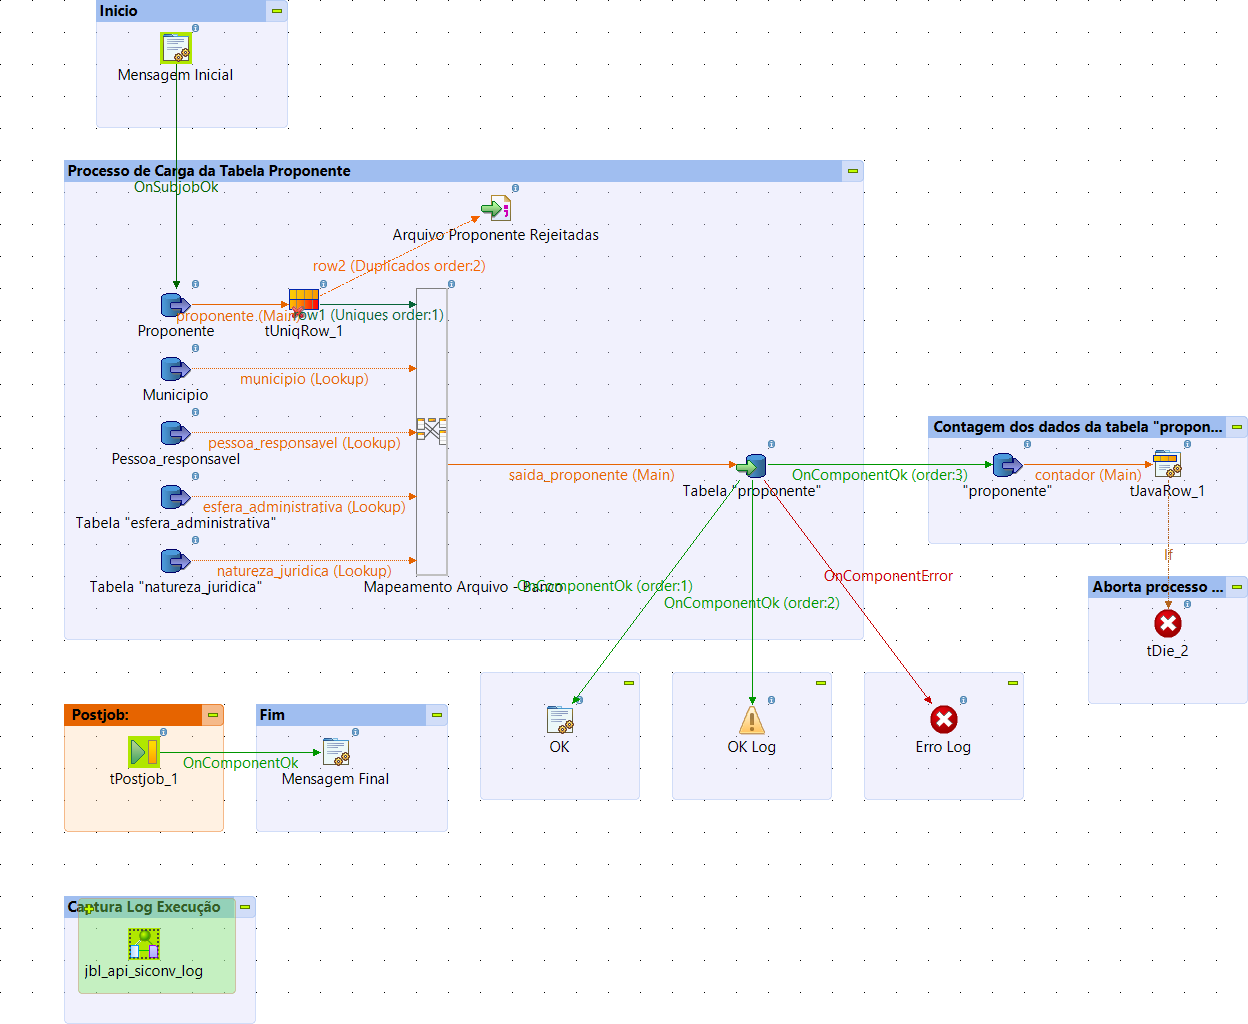 Inicio
Mensagem Inicial
Processo de Carga da Tabela Proponente
OnSubjobOk
Arquivo Proponente Rejeitadas
row2 (Duplicados order:2)
proponente (Main)
row1 (Uniques order:1)
Proponente
tUniqRow_1
municipio (Lookup)
Municipio
pessoa_responsavel (Lookup)
Pessoa_responsavel
esfera_administrativa (Lookup)
Tabela "esfera_administrativa"
natureza_juridica (Lookup)
Tabela "natureza_juridica"
Mapeamento Arquivo - Banco
saida_proponente (Main)
Tabela "proponente"
OnComponentOk (order:3)
Contagem dos dados da tabela "propon...
"proponente"
contador (Main)
tJavaRow_1
If
Aborta processo ...
tDie_2
OnComponentOk (order:1)
OnComponentOk (order:2)
OnComponentError
OK
OK Log
Erro Log
Postjob:
tPostjob_1
OnComponentOk
Fim
Mensagem Final
Captura Log Execução
jbl_api_siconv_log